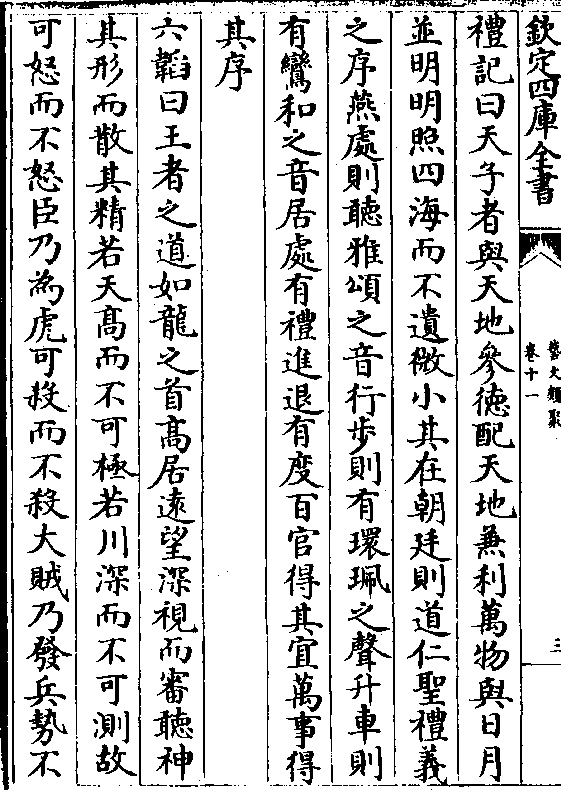 欽定四庫全書
藝文類聚
卷十一
三
禮記曰天子者與天地參德配天地兼利萬物與日月
並明明照四海而不遺微小其在朝廷則道仁聖禮義
之序燕處則聽雅頌之音行步則有環珮之聲升車則
有鸞和之音居處有禮進退有度百官得其宜萬事得
其序
六韜曰王者之道如龍之首髙居遠望深視而審聽神
其形而散其精若天髙而不可極若川深而不可測故
可怒而不怒臣乃為虎可殺而不殺大賊乃發兵勢不